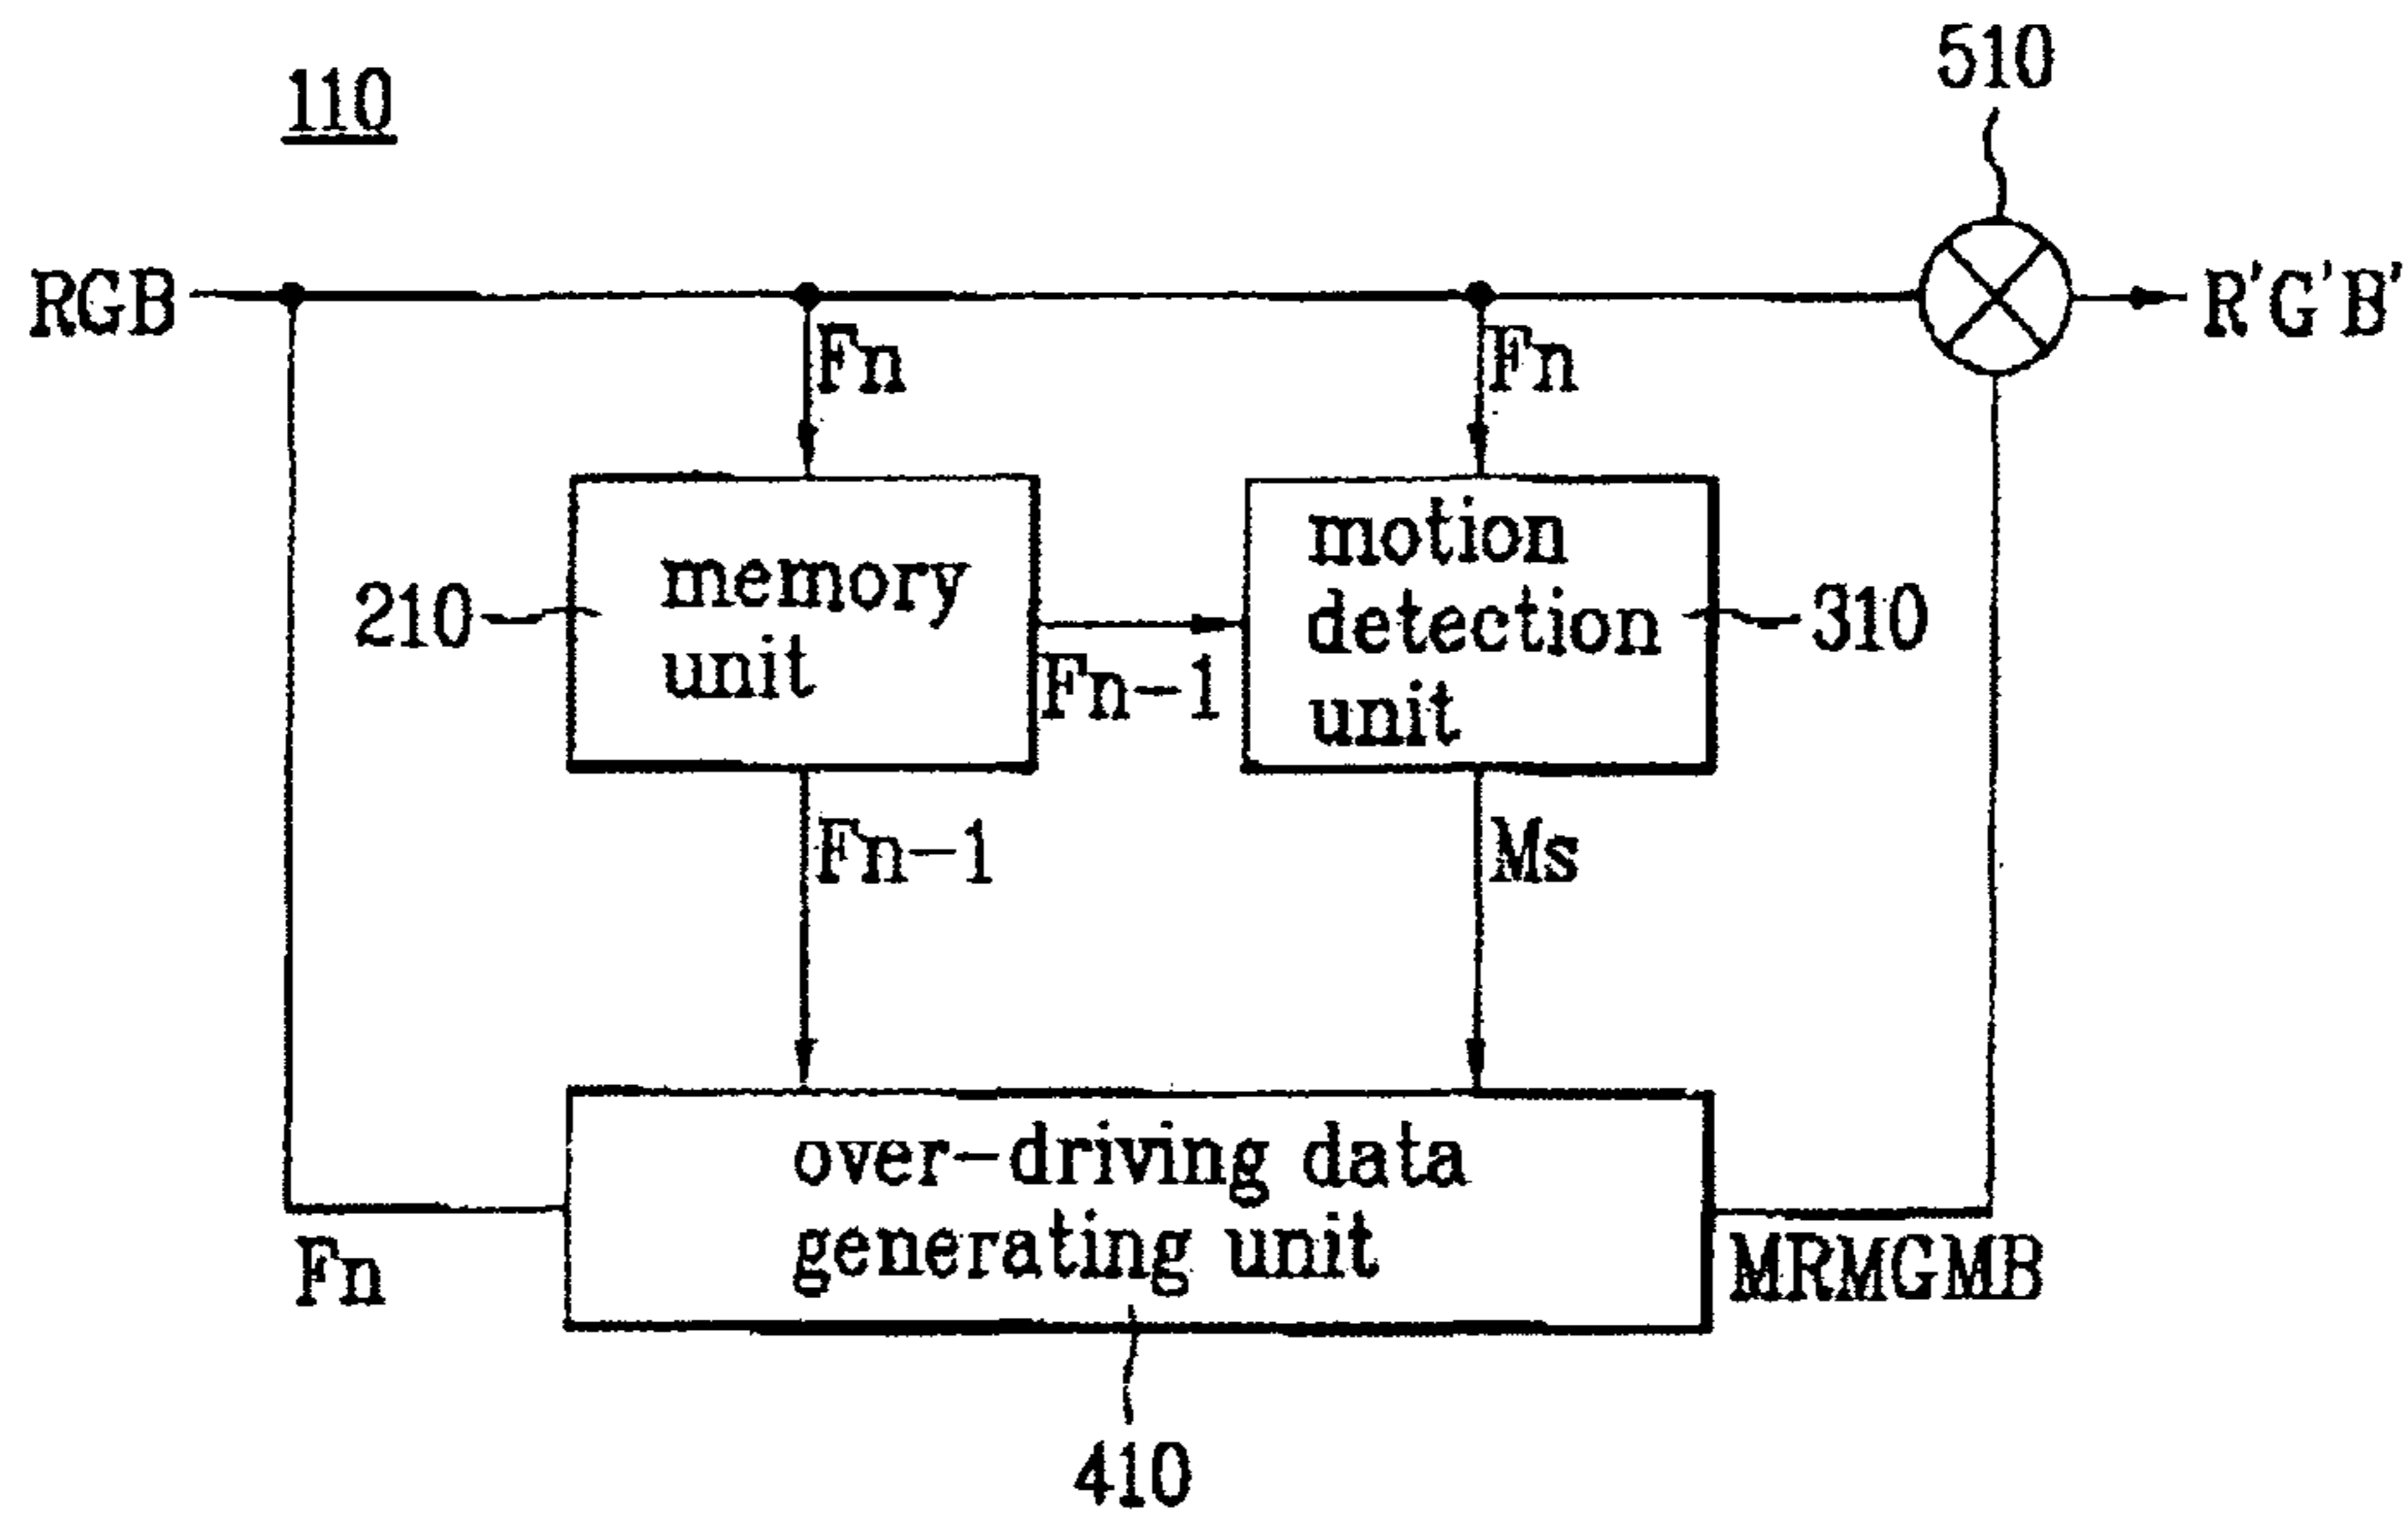 110
510
RGB
R'G'B'
Fn
Fn
memory
unit
motion
detection
unit
210
310
Fn-1
Fn-1
Ms
over-driving data
generating unit
Fn
MRMGMB
410